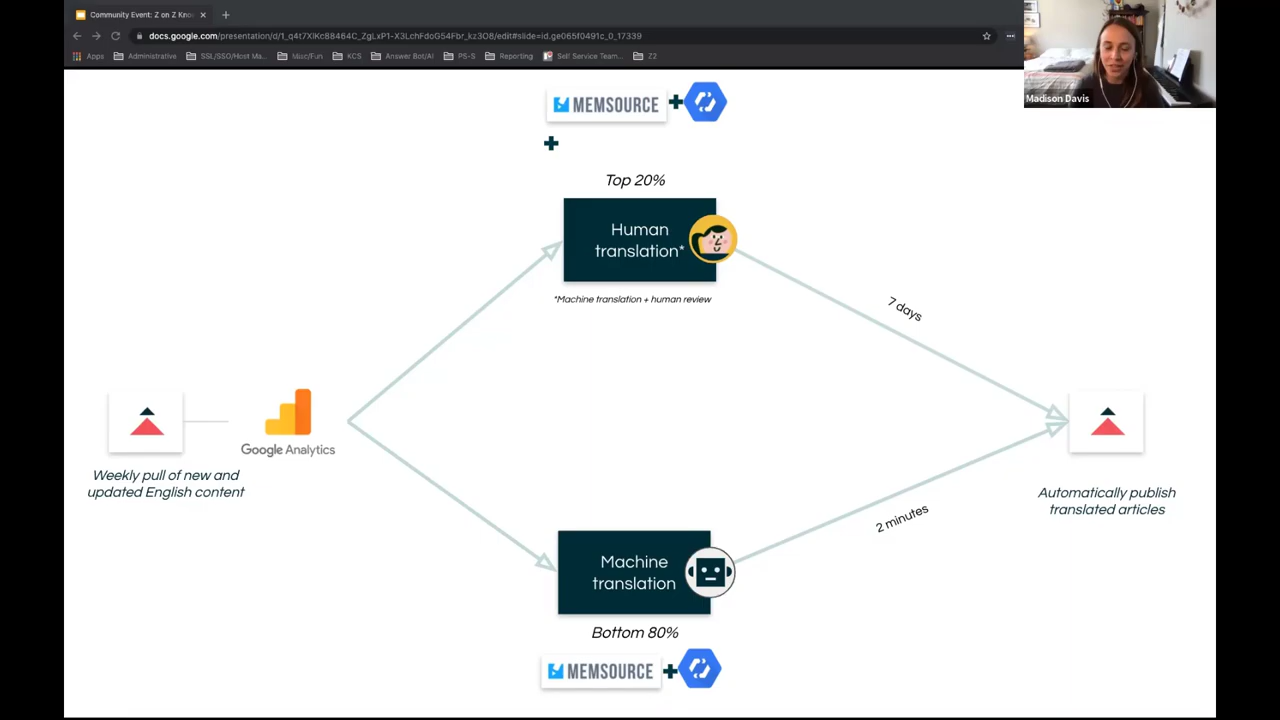 Community Event: Z on Z Kno
docs.google.com/presentation/d/1_q4t7XIKc88464C_ZgLxP1-X3LchFdoG54Fbr_kz3O8/edit#slide=id.ge065f0491c_0_17339
Apps
Administrative
SSL/SSO/Host Ma...
Misc/Fun
KCS
Answer Bot/AI
PS-S
Reporting
Self Service Team...
Z2
Madison Davis
MEMSOURCE
Top 20%
Human
translation*
*Machine translation + human review
7 days
Google Analytics
Weekly pull of new and
updated English content
Automatically publish
translated articles
2 minutes
Machine
translation
Bottom 80%
MEMSOURCE